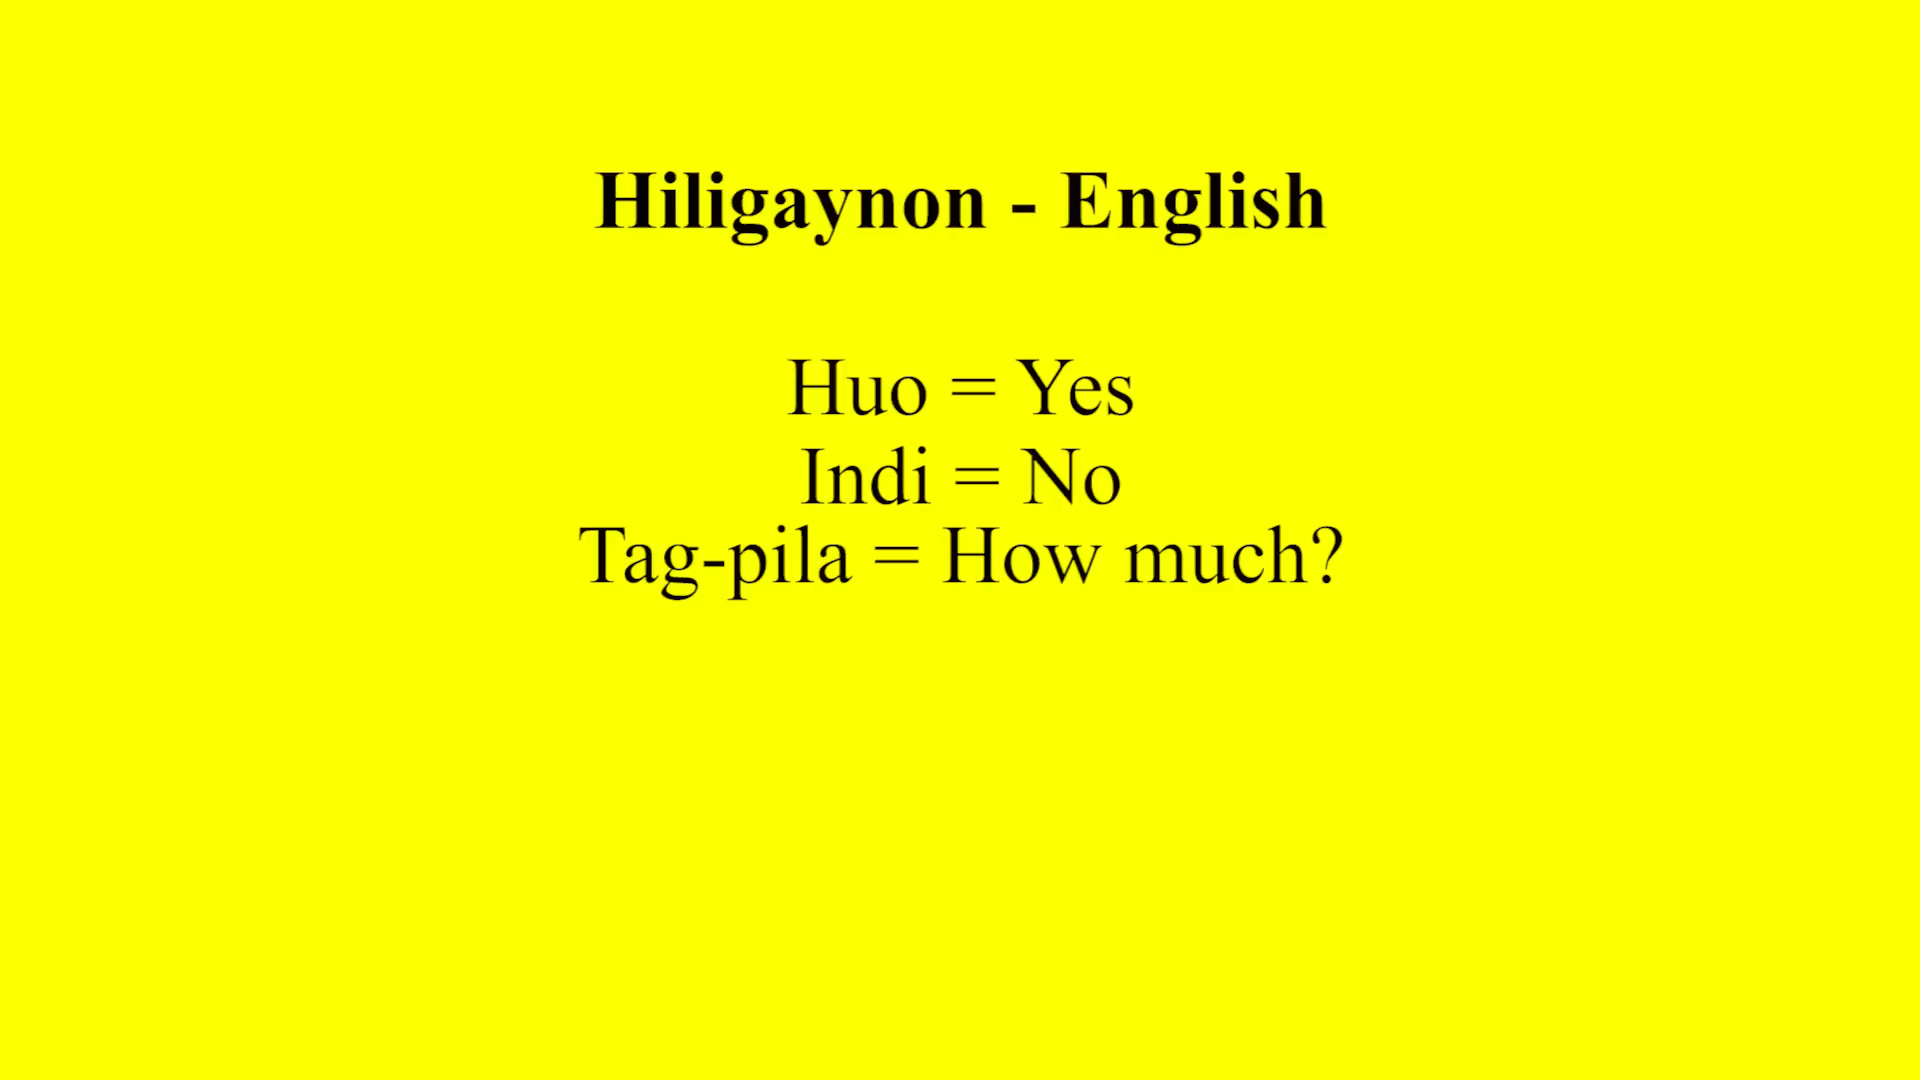 Hiligaynon - English
Huo = Yes
Indi = No
Tag-pila = How much?